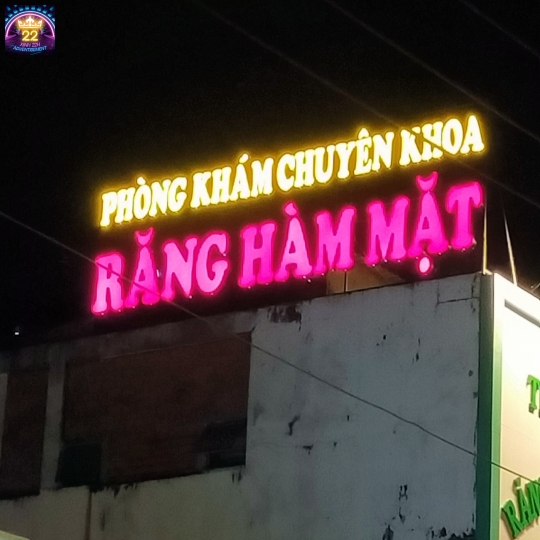 22
PHÒNG KHÁM CHUYÊN KHOA
RĂNG HÀM MẶT